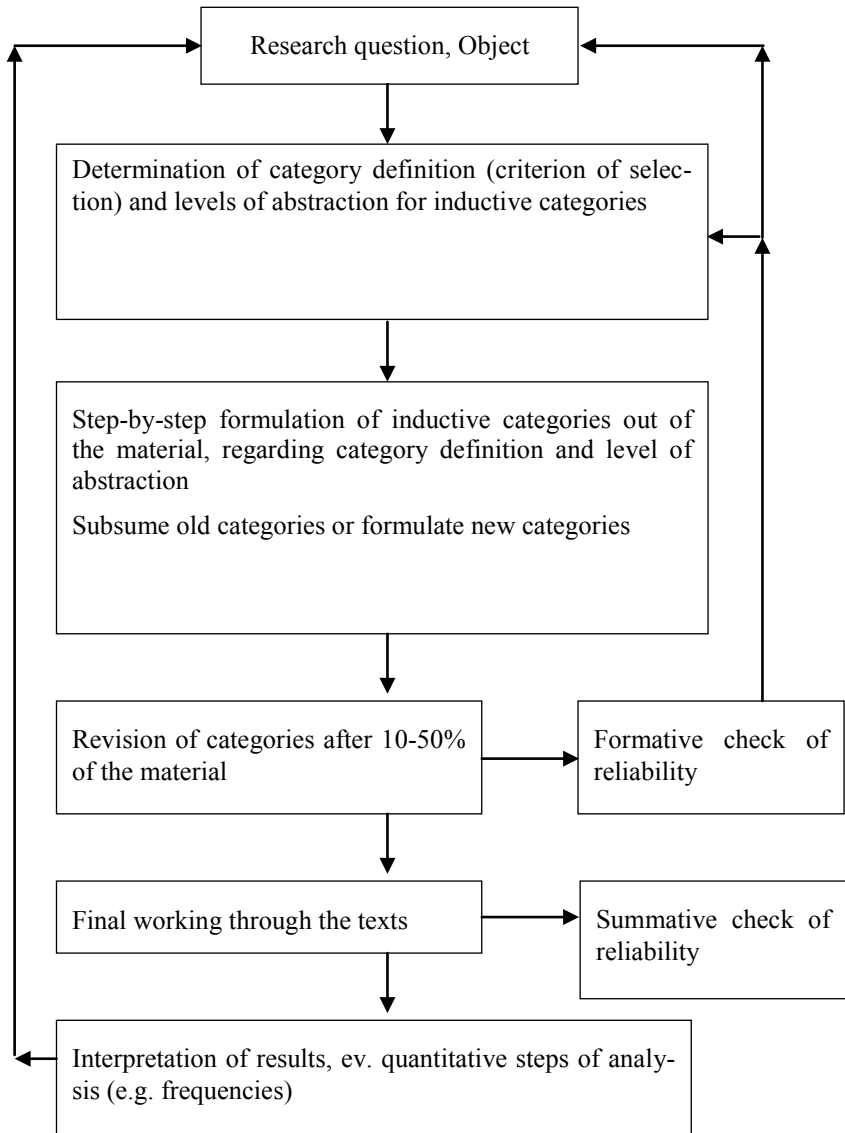 Research question, Object
Determination of category definition (criterion of selec-
tion) and levels of abstraction for inductive categories
Step-by-step formulation of inductive categories out of
the material, regarding category definition and level of
abstraction
Subsume old categories or formulate new categories
Revision of categories after 10-50%
of the material
Formative check of
reliability
Final working through the texts
Summative check of
reliability
Interpretation of results, ev. quantitative steps of analy-
sis (e.g. frequencies)